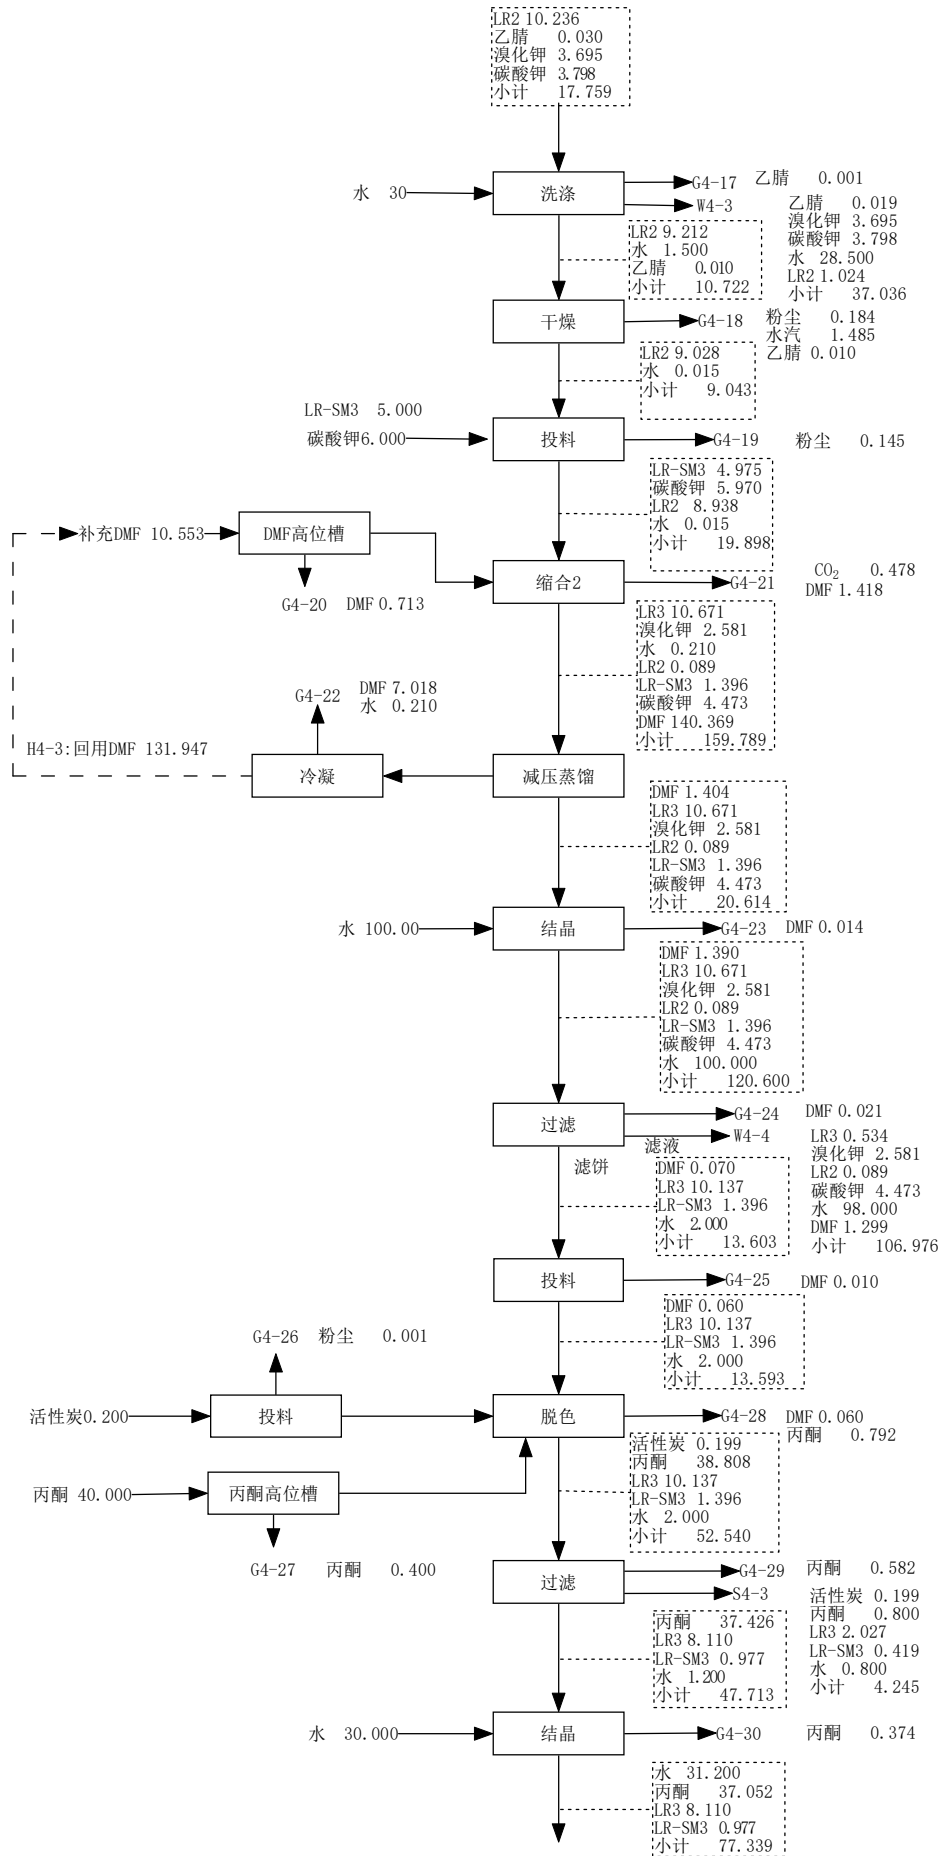 LR2 10.236
乙腈 0.030
溴化钾 3.695
碳酸钾 3.798
小计 17.759
水 30
洗涤
G4-17 乙腈 0.001
W4-3
乙腈 0.019
溴化钾 3.695
碳酸钾 3.798
水 28.500
LR2 1.024
小计 37.036
LR2 9.212
水 1.500
乙腈 0.010
小计 10.722
干燥
G4-18
粉尘 0.184
水汽 1.485
乙腈 0.010
LR2 9.028
水 0.015
小计 9.043
LR-SM3 5.000
碳酸钾6.000
投料
G4-19 粉尘 0.145
LR-SM3 4.975
碳酸钾 5.970
LR2 8.938
水 0.015
小计 19.898
补充DMF 10.553
DMF高位槽
G4-20 DMF 0.713
缩合2
G4-21
CO₂ 0.478
DMF 1.418
LR3 10.671
溴化钾 2.581
水 0.210
LR2 0.089
LR-SM3 1.396
碳酸钾 4.473
DMF 140.369
小计 159.789
G4-22
DMF 7.018
水 0.210
H4-3:回用DMF 131.947
冷凝
减压蒸馏
DMF 1.404
LR3 10.671
溴化钾 2.581
LR2 0.089
LR-SM3 1.396
碳酸钾 4.473
小计 20.614
水 100.00
结晶
G4-23 DMF 0.014
DMF 1.390
LR3 10.671
溴化钾 2.581
LR2 0.089
LR-SM3 1.396
碳酸钾 4.473
水 100.000
小计 120.600
过滤
G4-24 DMF 0.021
W4-4
滤液
滤饼
LR3 0.534
溴化钾 2.581
LR2 0.089
碳酸钾 4.473
水 98.000
DMF 1.299
小计 106.976
DMF 0.070
LR3 10.137
LR-SM3 1.396
水 2.000
小计 13.603
投料
G4-25 DMF 0.010
DMF 0.060
LR3 10.137
LR-SM3 1.396
水 2.000
小计 13.593
G4-26 粉尘 0.001
活性炭0.200
投料
脱色
G4-28
DMF 0.060
丙酮 0.792
丙酮 40.000
丙酮高位槽
G4-27 丙酮 0.400
活性炭 0.199
丙酮 38.808
LR3 10.137
LR-SM3 1.396
水 2.000
小计 52.540
过滤
G4-29 丙酮 0.582
S4-3
活性炭 0.199
丙酮 0.800
LR3 2.027
LR-SM3 0.419
水 0.800
小计 4.245
丙酮 37.426
LR3 8.110
LR-SM3 0.977
水 1.200
小计 47.713
水 30.000
结晶
G4-30 丙酮 0.374
水 31.200
丙酮 37.052
LR3 8.110
LR-SM3 0.977
小计 77.339